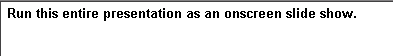 Run this entire presentation as an onscreen slide show.